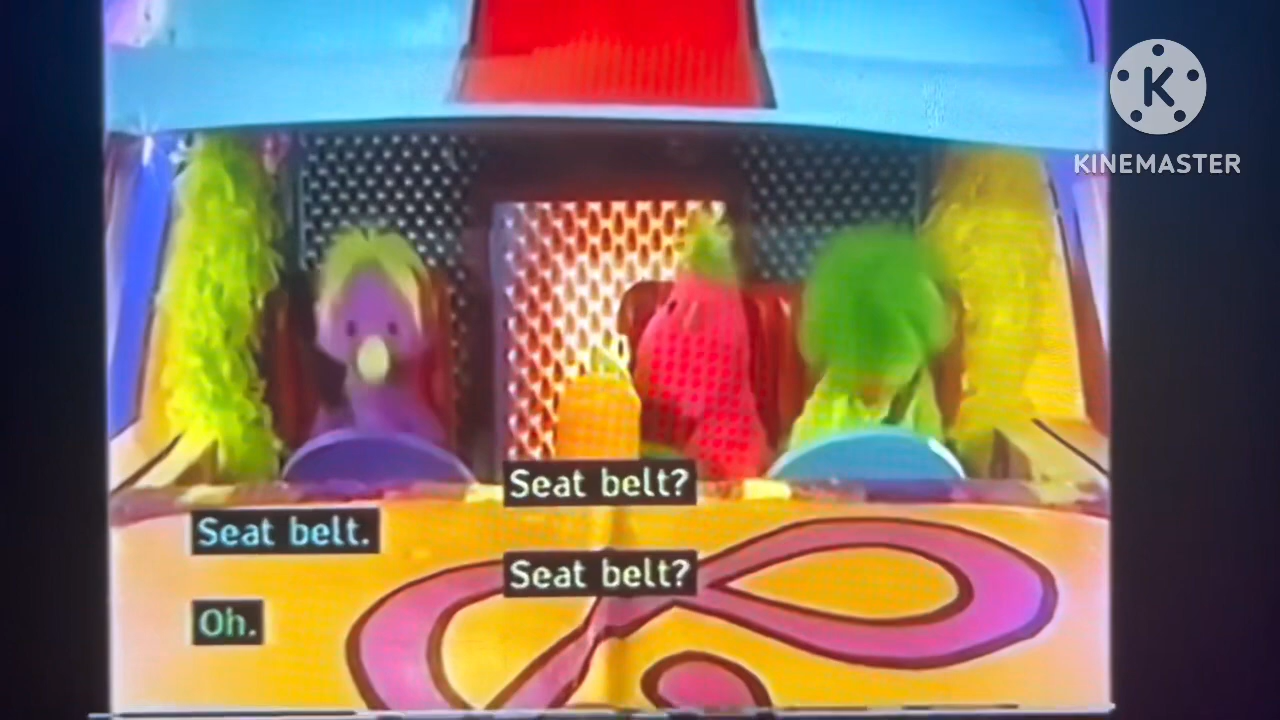 K
KINEMASTER
Seat belt?
Seat belt.
Seat belt?
Oh.